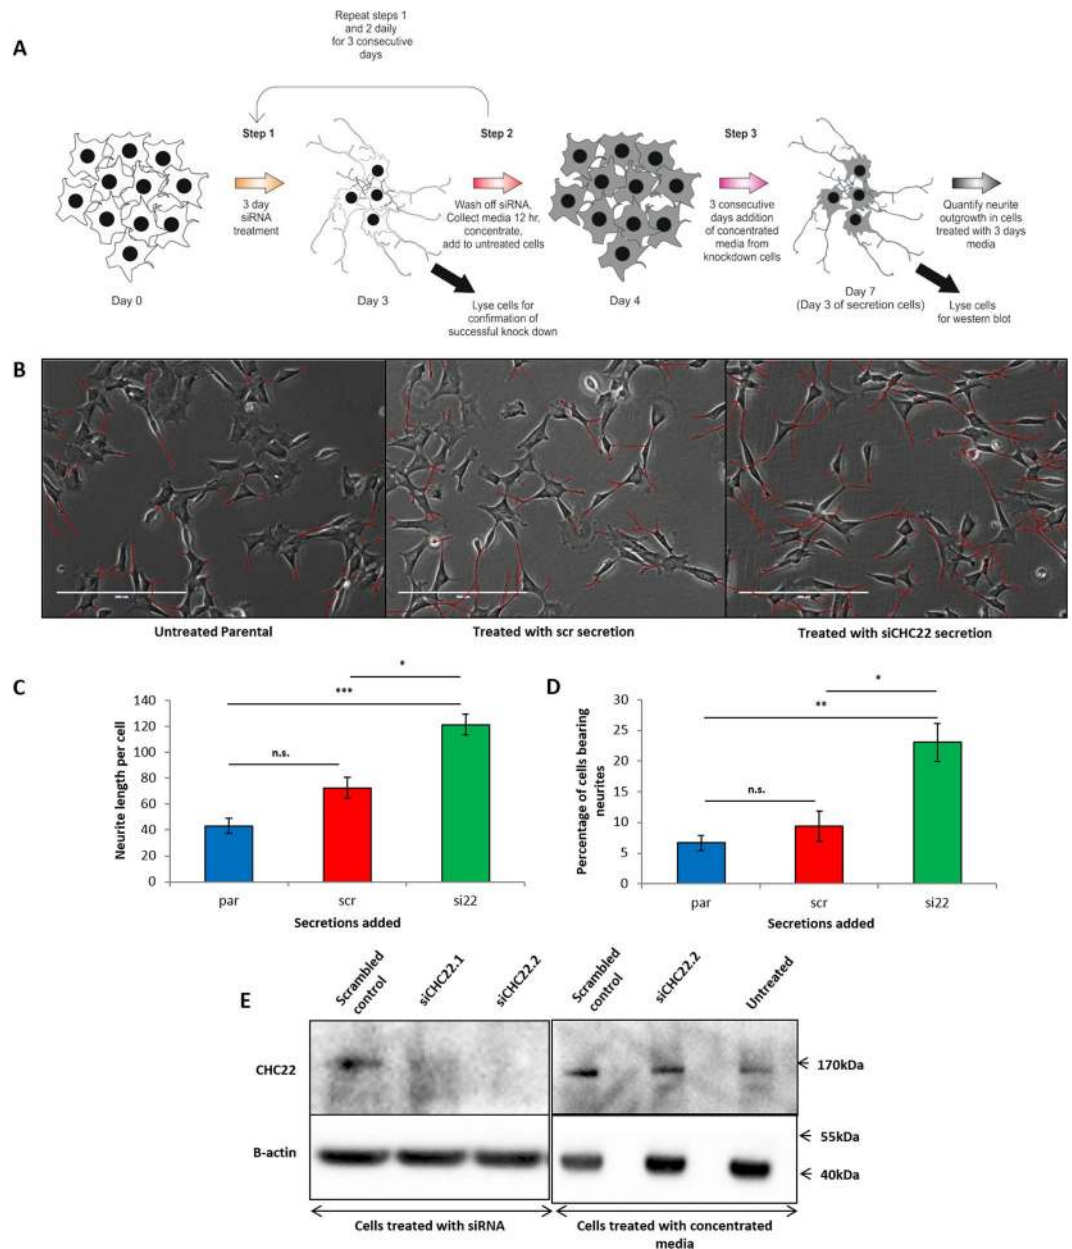 A
Repeat steps 1
and 2 daily
for 3 consecutive
days
Step 1
Step 2
Step 3
3 day
siRNA
treatment
Wash off siRNA,
Collect media 12 hr,
concentrate,
add to untreated cells
3 consecutive
days addition
of concentrated
media from
knockdown cells
Quantify neurite
outgrowth in cells
treated with 3 days
media
Day 0
Day 3
Day 4
Day 7
(Day 3 of secretion cells)
Lyse cells for
confirmation of
successful knock down
Lyse cells
for western blot
B
Untreated Parental
Treated with scr secretion
Treated with siCHC22 secretion
C
Neurite length per cell
140
120
100
80
60
40
20
0
n.s.
***
*
par
scr
si22
Secretions added
D
Percentage of cells bearing
neurites
30
25
20
15
10
5
0
n.s.
**
*
par
scr
si22
Secretions added
E
Scrambled
control
siCHC22.1
siCHC22.2
Scrambled
control
siCHC22.2
Untreated
CHC22
170kDa
B-actin
55kDa
40kDa
Cells treated with siRNA
Cells treated with concentrated
media